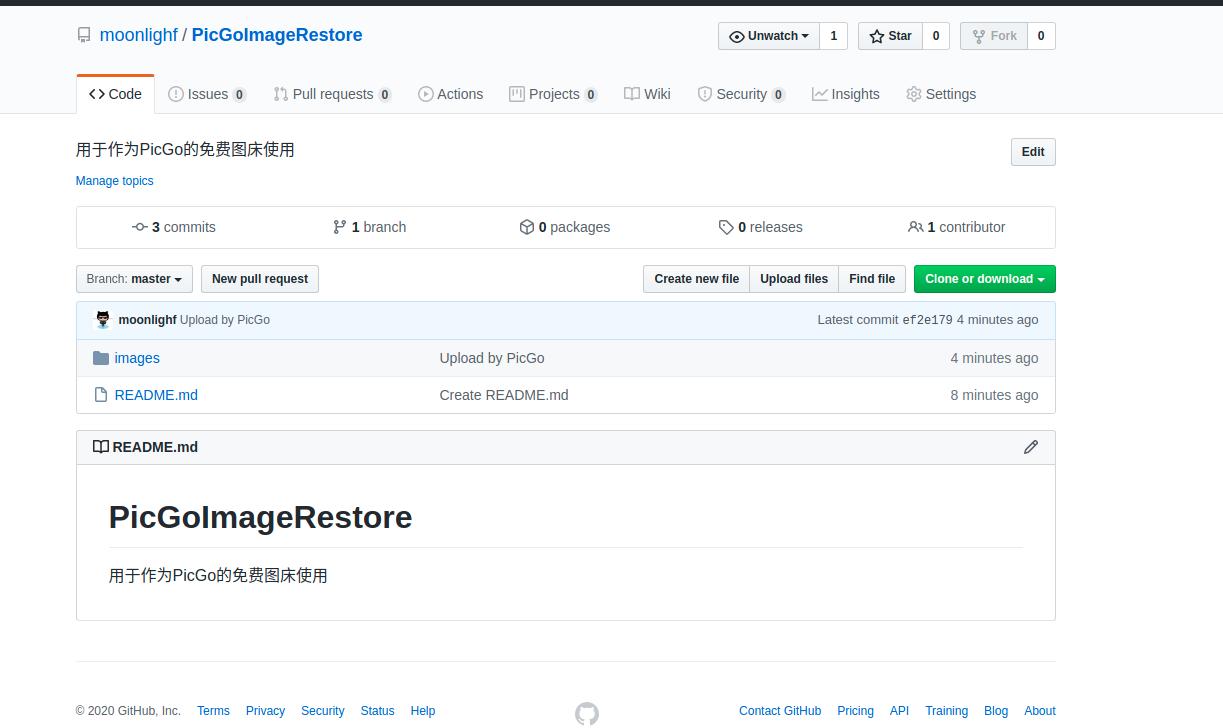 moonlighf / PicGoImageRestore
Unwatch 1 Star 0 Fork 0
Code Issues 0 Pull requests 0 Actions Projects 0 Wiki Security 0 Insights Settings
用于作为PicGo的免费图床使用 Edit
Manage topics
3 commits 1 branch 0 packages 0 releases 1 contributor
Branch: master New pull request Create new file Upload files Find file Clone or download
moonlighf Upload by PicGo Latest commit ef2e179 4 minutes ago
images Upload by PicGo 4 minutes ago
README.md Create README.md 8 minutes ago
README.md
PicGoImageRestore
用于作为PicGo的免费图床使用
© 2020 GitHub, Inc. Terms Privacy Security Status Help Contact GitHub Pricing API Training Blog About